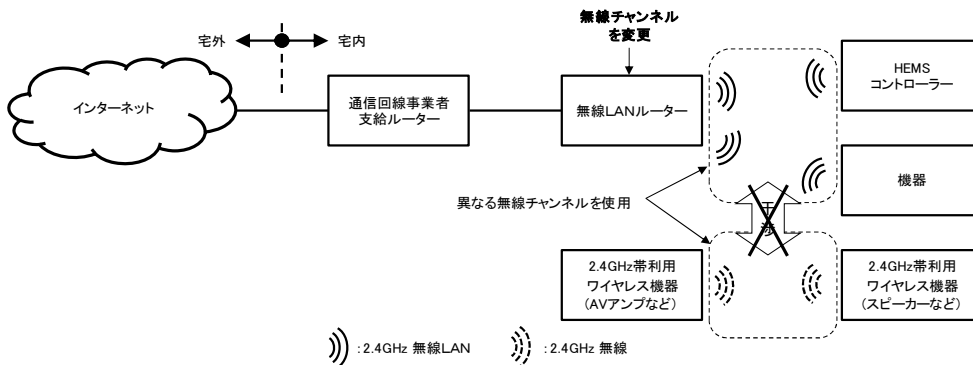 無線チャンネル
を変更
宅外
宅内
HEMS
コントローラー
インターネット
通信回線事業者
支給ルーター
無線LANルーター
機器
異なる無線チャンネルを使用
干渉
2.4GHz帯利用
ワイヤレス機器
(AVアンプなど)
2.4GHz帯利用
ワイヤレス機器
(スピーカーなど)
:2.4GHz 無線LAN
:2.4GHz 無線